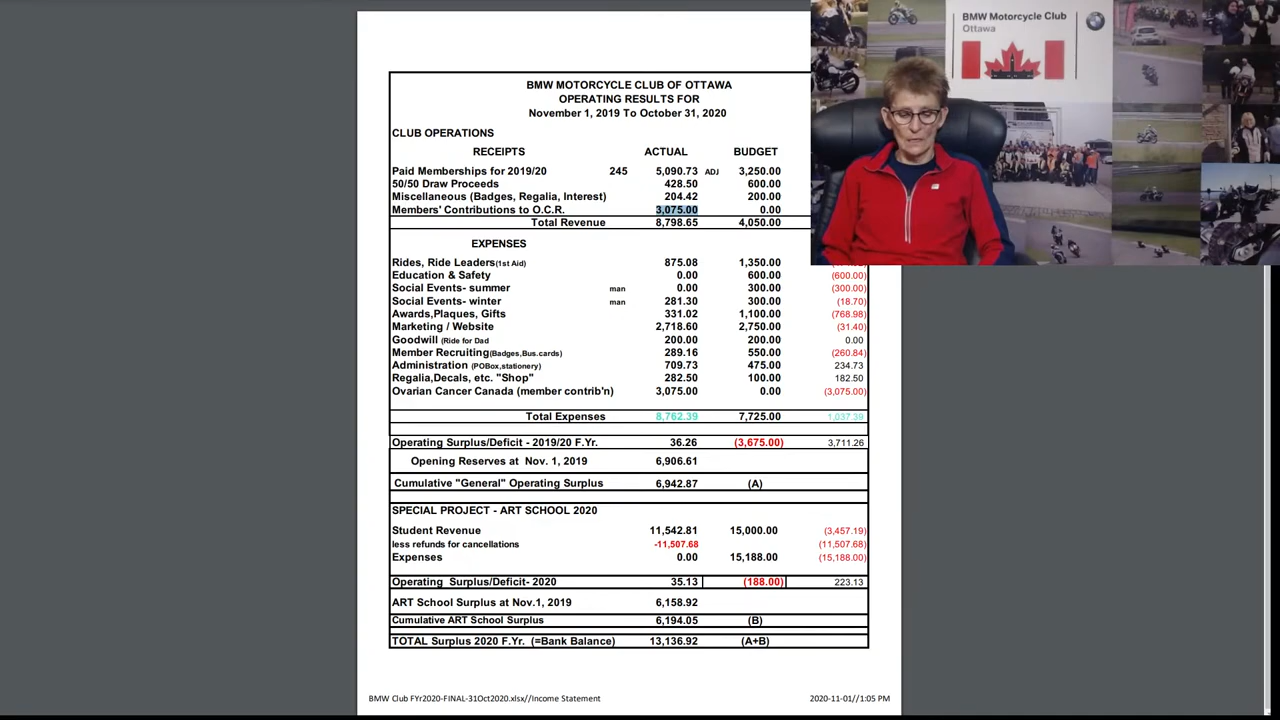 BMW Motorcycle Club
Ottawa
BMW MOTORCYCLE CLUB OF OTTAWA
OPERATING RESULTS FOR
November 1, 2019 To October 31, 2020
CLUB OPERATIONS
RECEIPTS ACTUAL BUDGET
Paid Memberships for 2019/20 245 5,090.73 ADJ 3,250.00
50/50 Draw Proceeds 428.50 600.00
Miscellaneous (Badges, Regalia, Interest) 204.42 200.00
Members' Contributions to O.C.R. 3,075.00 0.00
Total Revenue 8,798.65 4,050.00
EXPENSES
Rides, Ride Leaders(1st Aid) 875.08 1,350.00
Education & Safety 0.00 600.00 (600.00)
Social Events- summer man 0.00 300.00 (300.00)
Social Events- winter man 281.30 300.00 (18.70)
Awards,Plaques, Gifts 331.02 1,100.00 (768.98)
Marketing / Website 2,718.60 2,750.00 (31.40)
Goodwill (Ride for Dad 200.00 200.00 0.00
Member Recruiting(Badges,Bus.cards) 289.16 550.00 (260.84)
Administration (POBox,stationery) 709.73 475.00 234.73
Regalia,Decals, etc. "Shop" 282.50 100.00 182.50
Ovarian Cancer Canada (member contrib'n) 3,075.00 0.00 (3,075.00)
Total Expenses 8,762.39 7,725.00 1,037.39
Operating Surplus/Deficit - 2019/20 F.Yr. 36.26 (3,675.00) 3,711.26
Opening Reserves at Nov. 1, 2019 6,906.61
Cumulative "General" Operating Surplus 6,942.87 (A)
SPECIAL PROJECT - ART SCHOOL 2020
Student Revenue 11,542.81 15,000.00 (3,457.19)
less refunds for cancellations -11,507.68 (11,507.68)
Expenses 0.00 15,188.00 (15,188.00)
Operating Surplus/Deficit- 2020 35.13 (188.00) 223.13
ART School Surplus at Nov.1, 2019 6,158.92
Cumulative ART School Surplus 6,194.05 (B)
TOTAL Surplus 2020 F.Yr. (=Bank Balance) 13,136.92 (A+B)
BMW Club FYr2020-FINAL-31Oct2020.xlsx//Income Statement 2020-11-01//1:05 PM